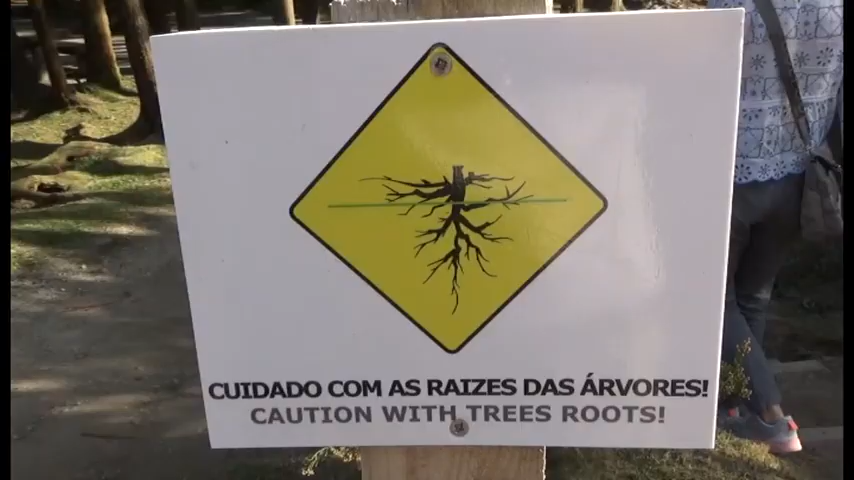 CUIDADO COM AS RAIZES DAS ÁRVORES!
CAUTION WITH TREES ROOTS!